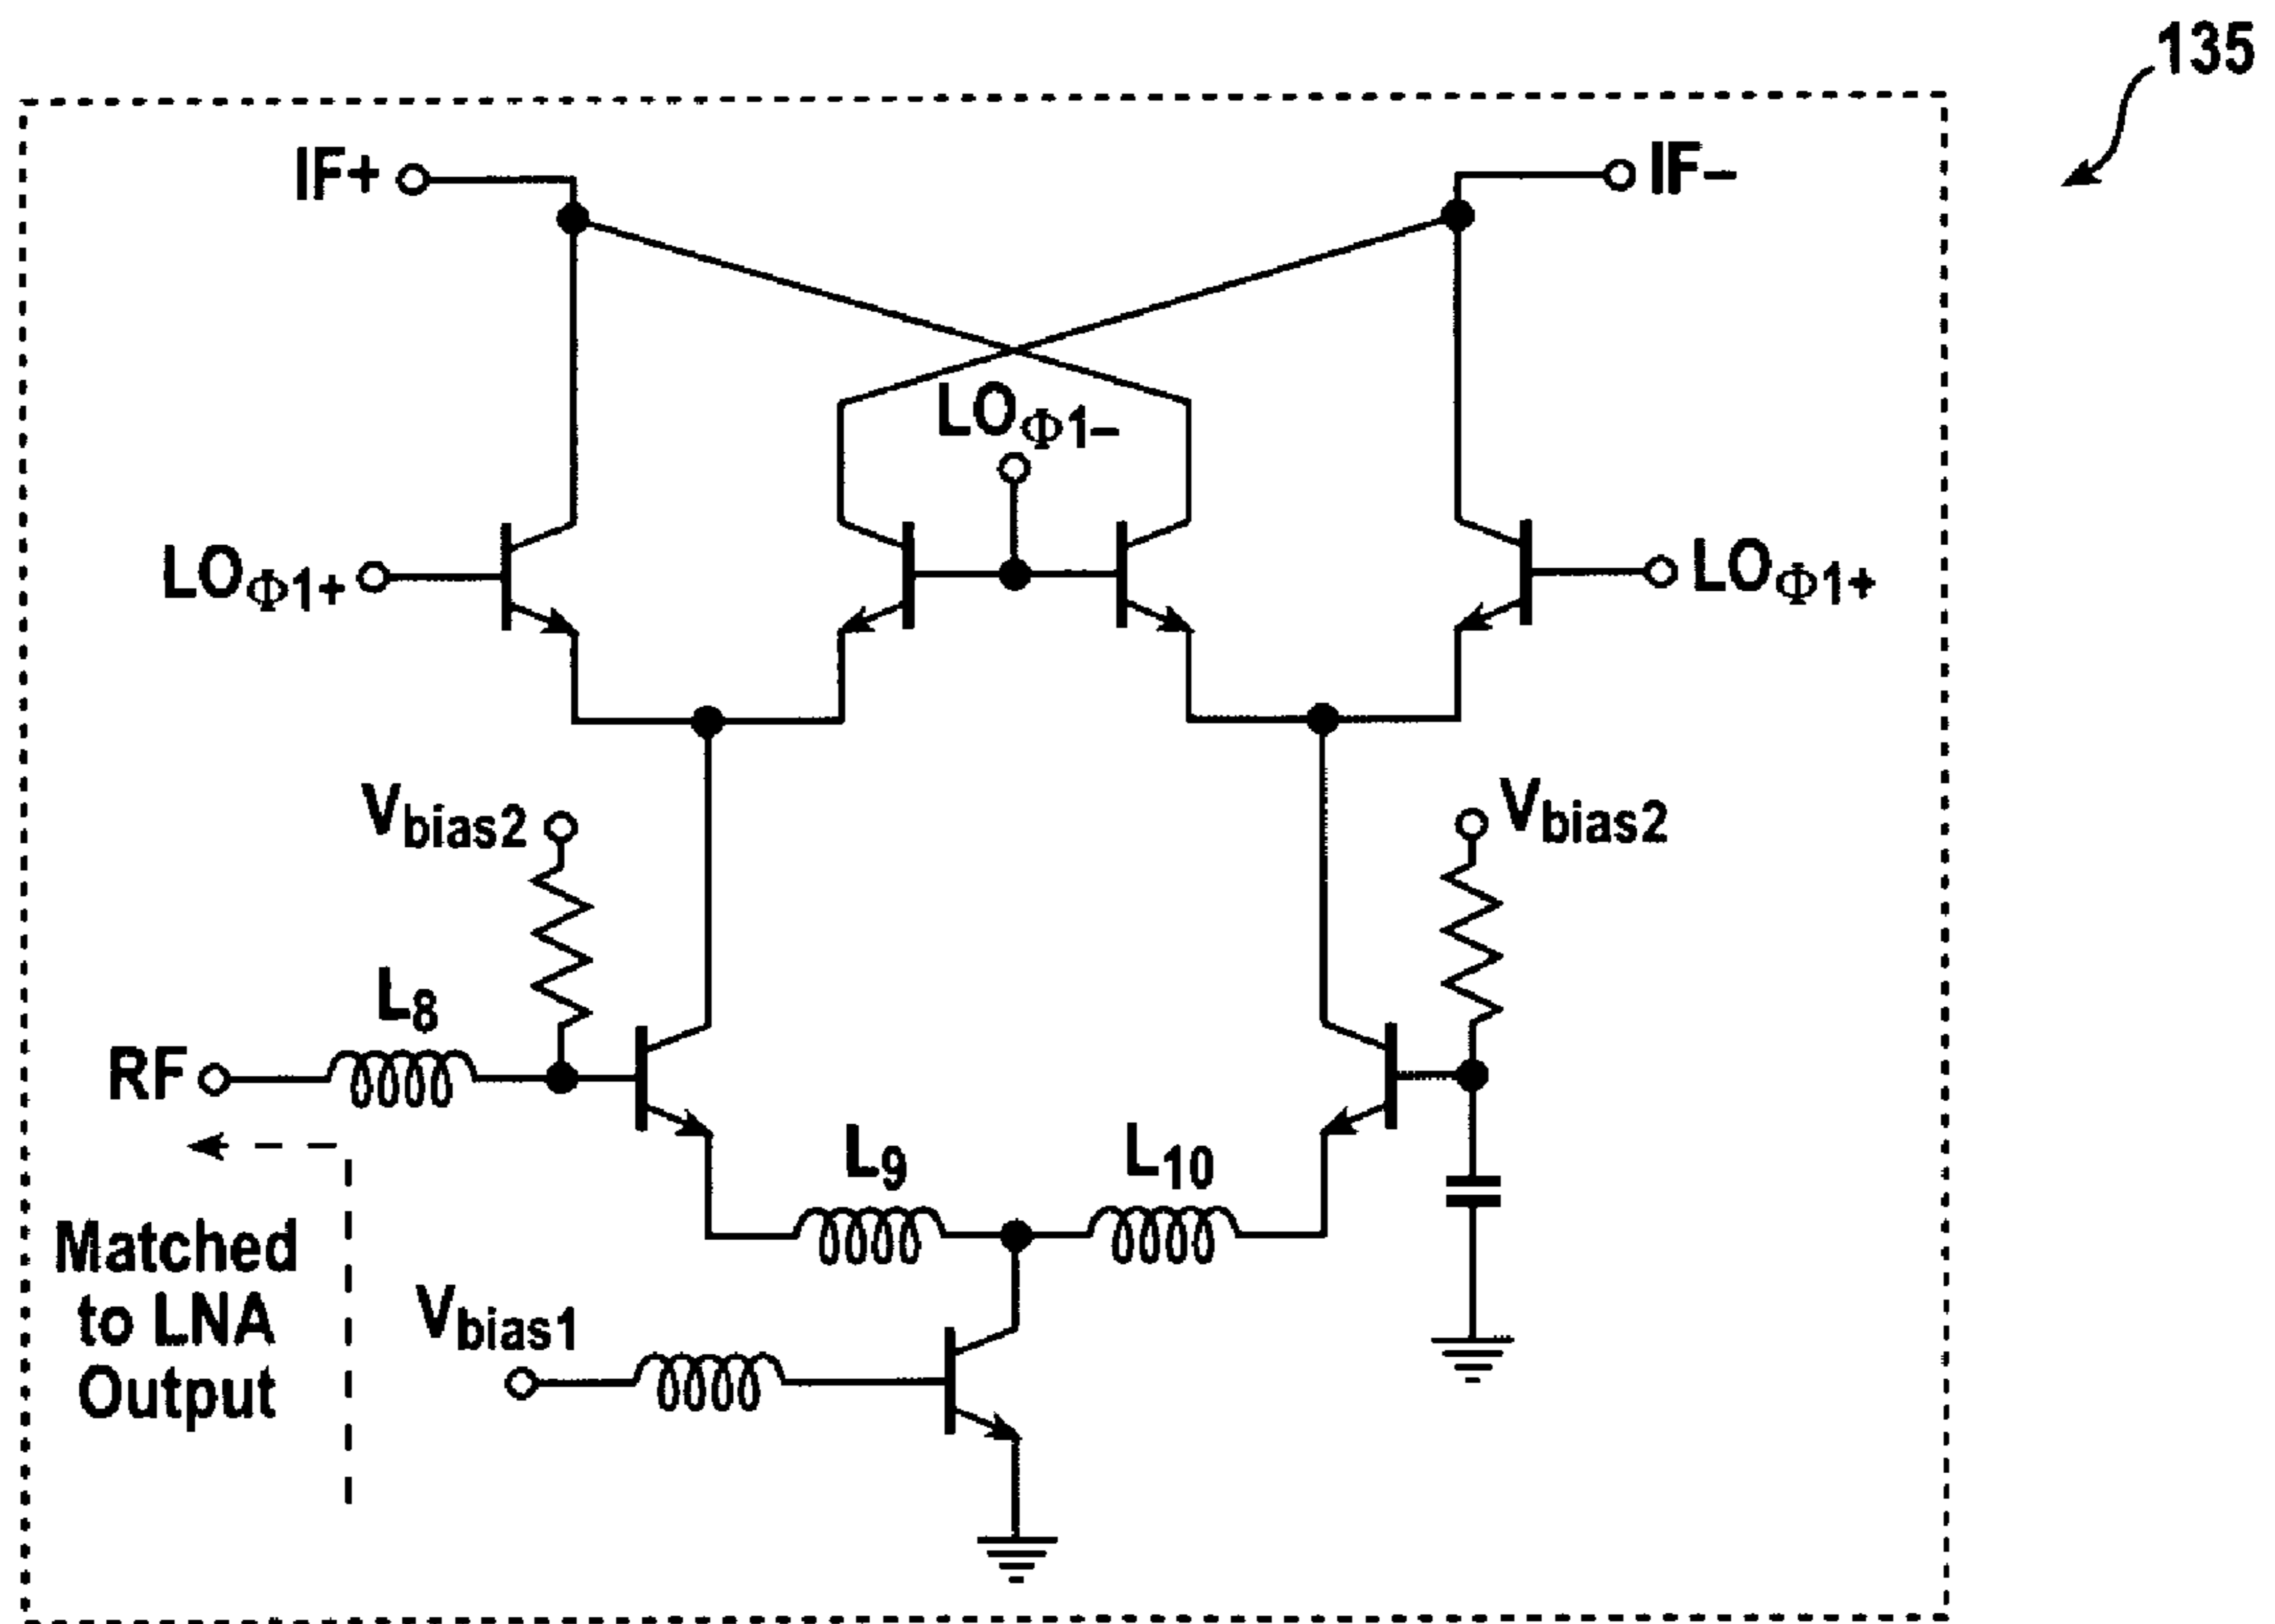 135
IF+
IF−
LOΦ1−
LOΦ1+
LOΦ1+
Vbias2
Vbias2
L8
RF
L9
L10
Matched
to LNA
Output
Vbias1